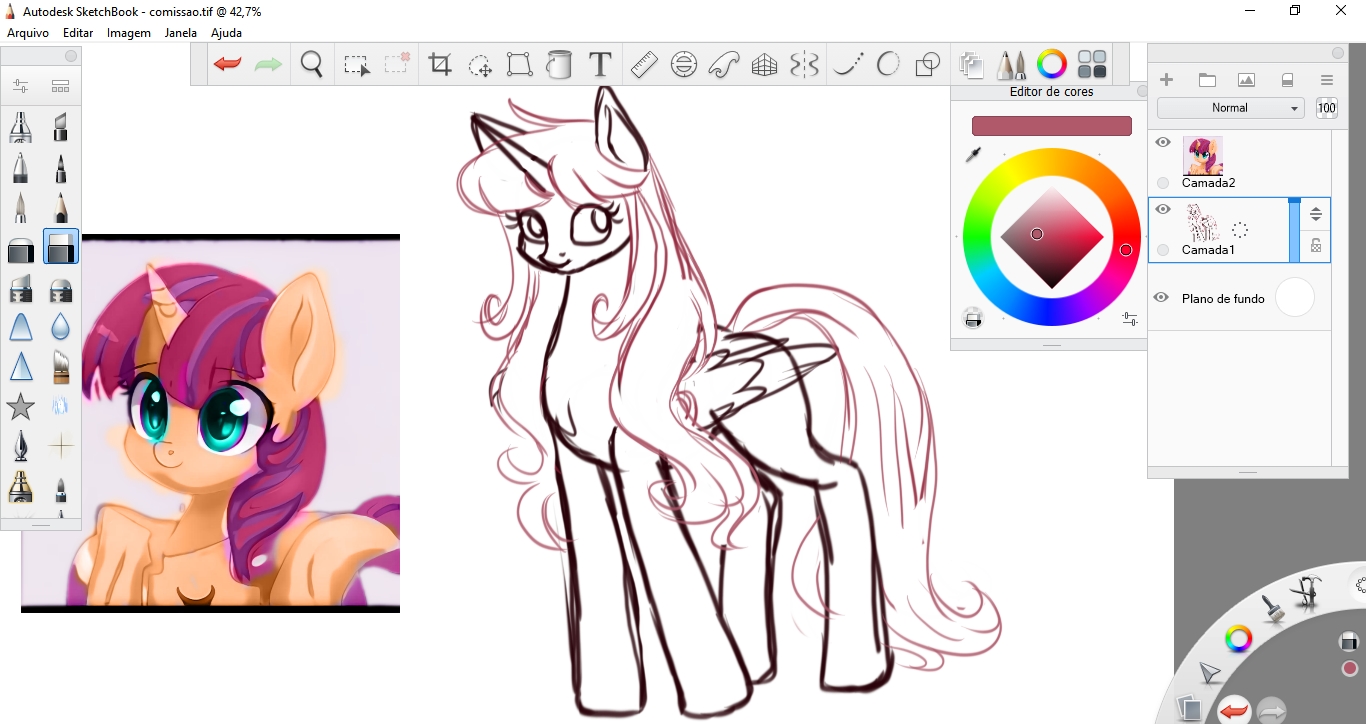 Autodesk SketchBook - comissao.tif @ 42,7%
Arquivo Editar Imagem Janela Ajuda
T
Editor de cores
Normal
100
Camada2
Camada1
Plano de fundo